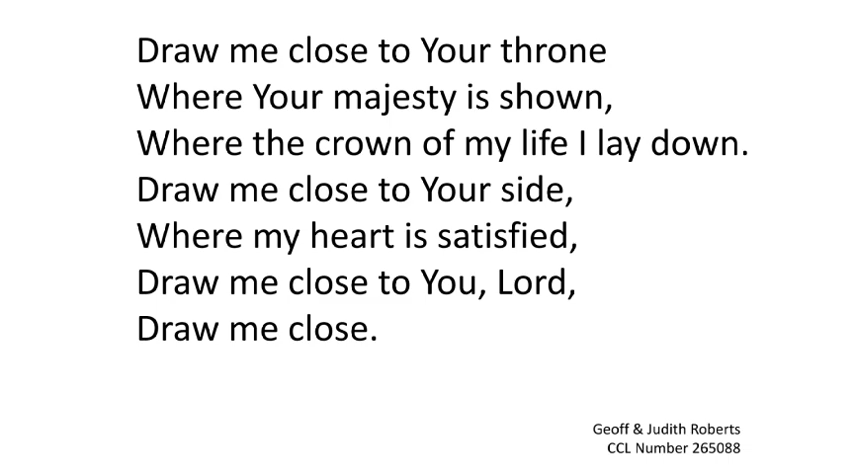 Draw me close to Your throne
Where Your majesty is shown,
Where the crown of my life I lay down.
Draw me close to Your side,
Where my heart is satisfied,
Draw me close to You, Lord,
Draw me close.
Geoff & Judith Roberts
CCL Number 265088